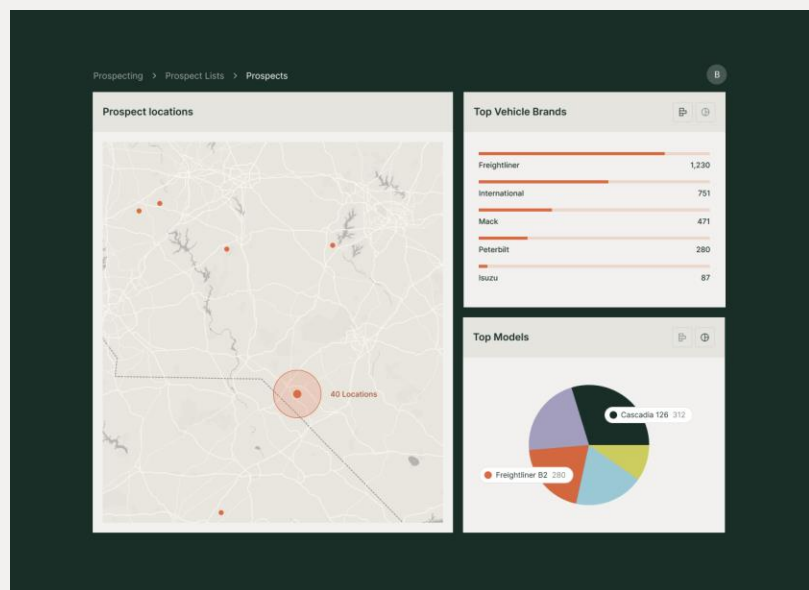 Prospecting > Prospect Lists > Prospects
B
Prospect locations
40 Locations
Top Vehicle Brands
Freightliner 1,230
International 751
Mack 471
Peterbilt 280
Isuzu 87
Top Models
Cascadia 126 312
Freightliner B2 280